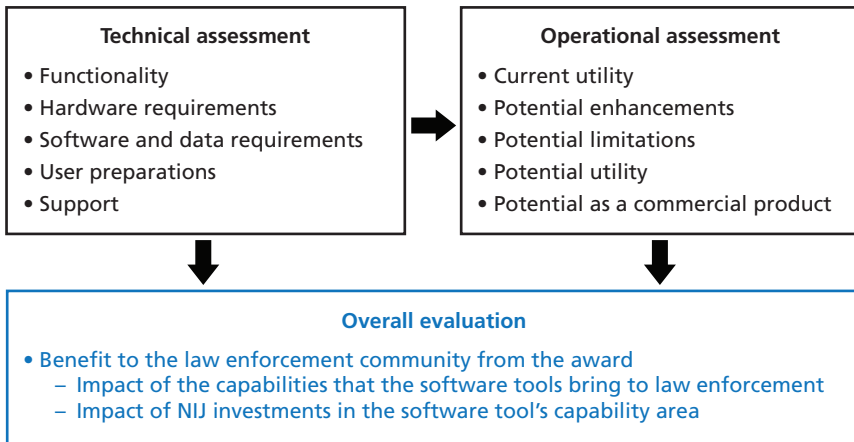 Technical assessment
• Functionality
• Hardware requirements
• Software and data requirements
• User preparations
• Support
Operational assessment
• Current utility
• Potential enhancements
• Potential limitations
• Potential utility
• Potential as a commercial product
Overall evaluation
• Benefit to the law enforcement community from the award
– Impact of the capabilities that the software tools bring to law enforcement
– Impact of NIJ investments in the software tool’s capability area